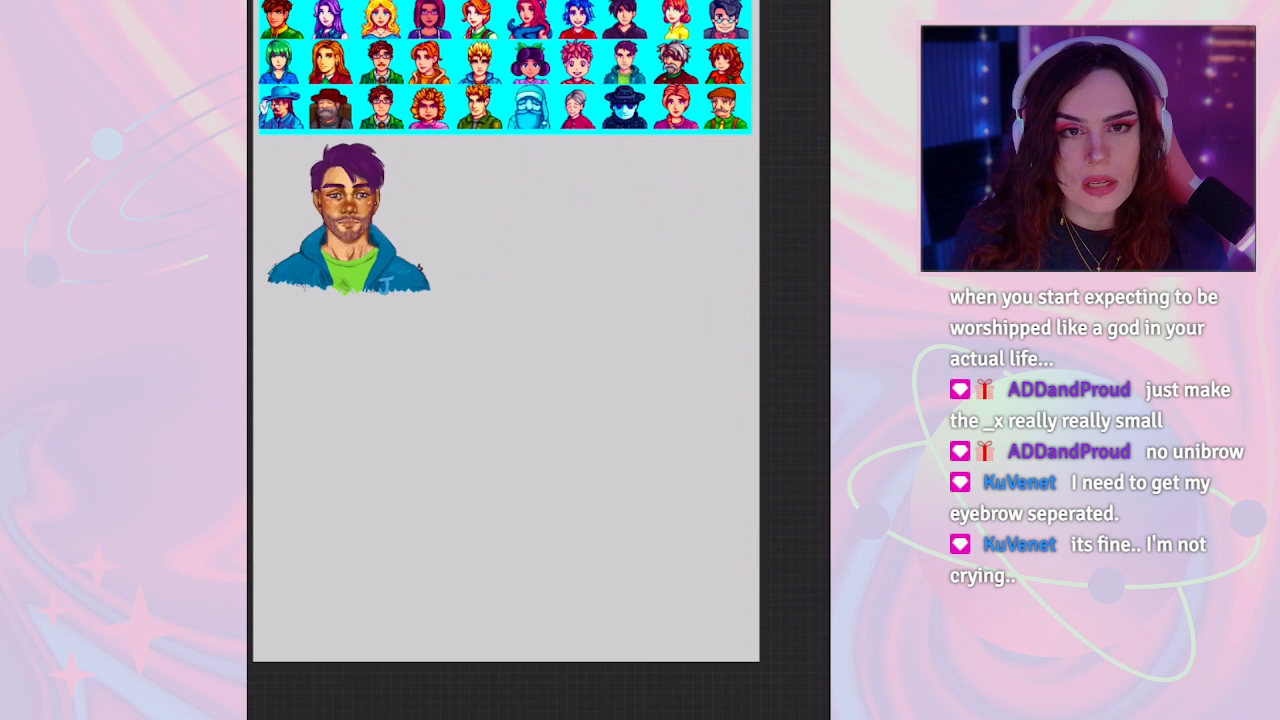 when you start expecting to be
worshipped like a god in your
actual life...
ADDandProud just make
the _x really really small
ADDandProud no unibrow
KuVenet I need to get my
eyebrow seperated.
KuVenet its fine.. I'm not
crying..
J